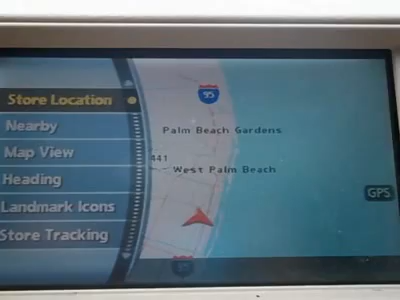 Store Location
Nearby
Map View
Heading
Landmark Icons
Store Tracking
95
Palm Beach Gardens
441
West Palm Beach
GPS